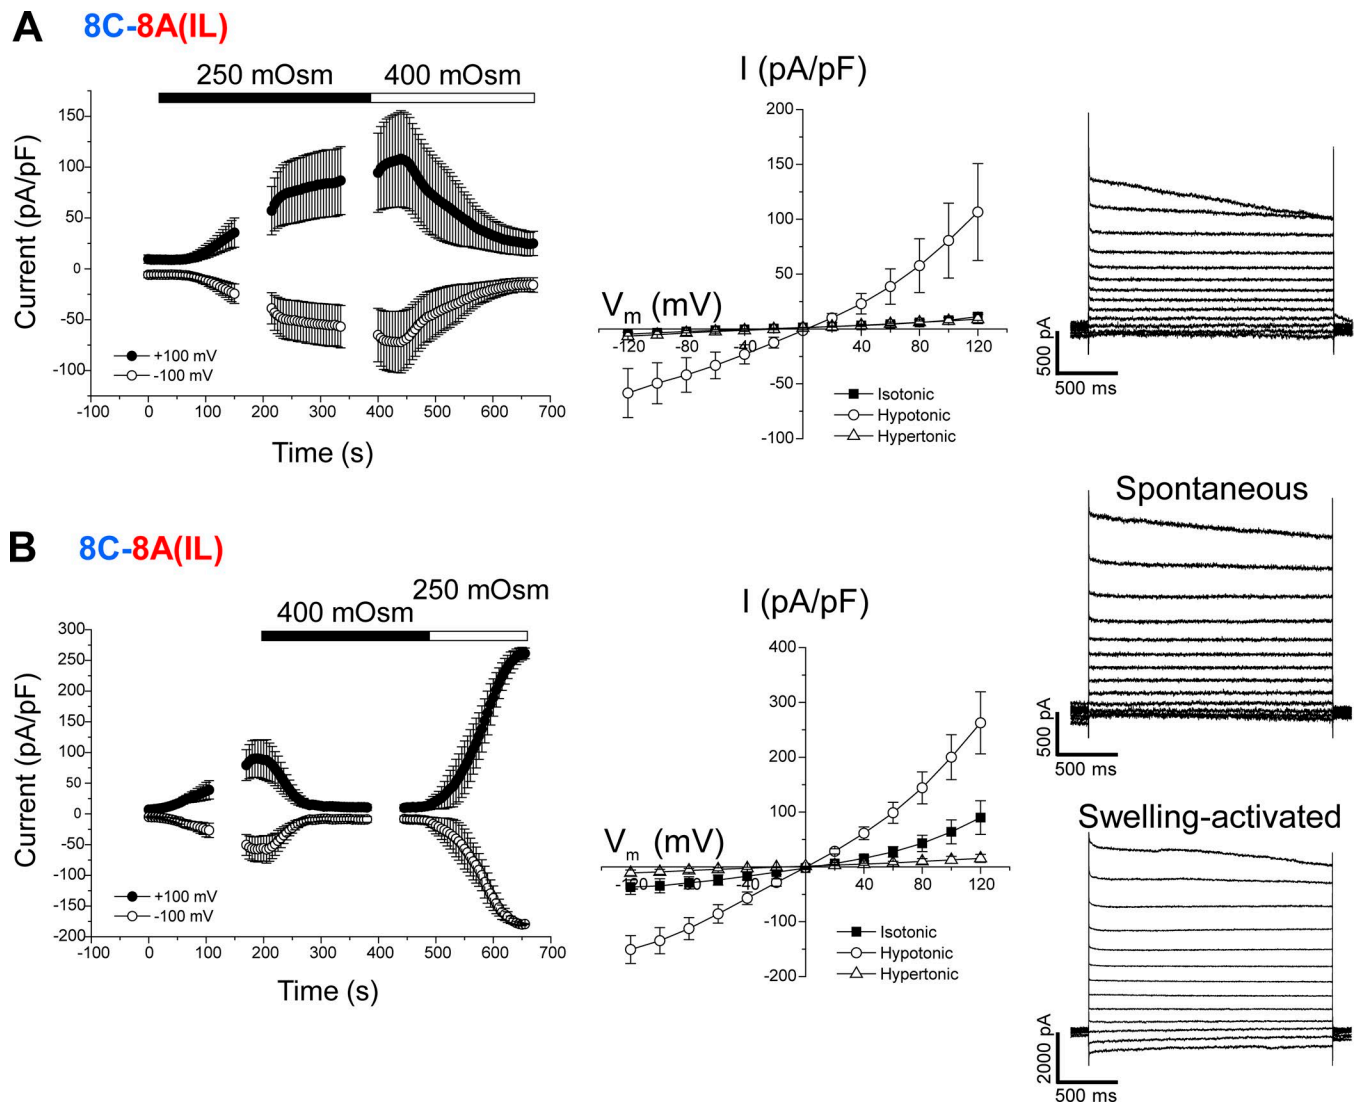 A 8C-8A(IL)
250 mOsm 400 mOsm
150
100
50
0
-50
-100
Current (pA/pF)
+100 mV
-100 mV
-100 0 100 200 300 400 500 600 700
Time (s)
I (pA/pF)
200
150
100
50
-50
-100
Vm (mV)
-120 -80 -40 40 80 120
Isotonic
Hypotonic
Hypertonic
500 pA
500 ms
B 8C-8A(IL)
400 mOsm 250 mOsm
300
250
200
150
100
50
0
-50
-100
-150
-200
Current (pA/pF)
+100 mV
-100 mV
-100 0 100 200 300 400 500 600 700
Time (s)
I (pA/pF)
400
300
200
100
-100
-200
Vm (mV)
-120 -80 -40 40 80 120
Isotonic
Hypotonic
Hypertonic
Spontaneous
500 pA
500 ms
Swelling-activated
2000 pA
500 ms